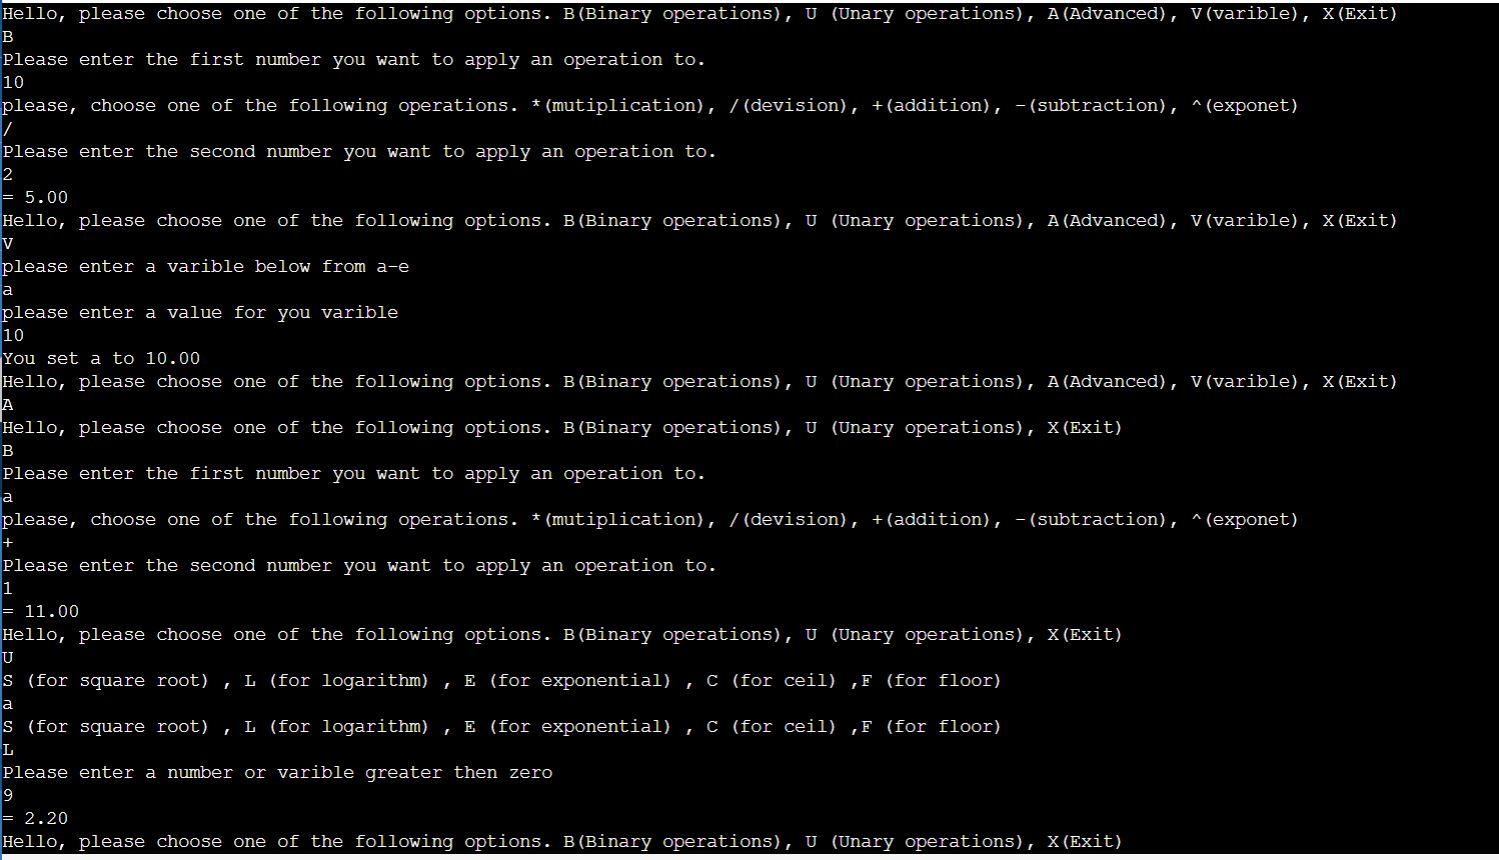 Hello, please choose one of the following options. B(Binary operations), U (Unary operations), A(Advanced), V(varible), X(Exit)
B
Please enter the first number you want to apply an operation to.
10
please, choose one of the following operations. *(mutiplication), /(devision), +(addition), -(subtraction), ^(exponet)
/
Please enter the second number you want to apply an operation to.
2
= 5.00
Hello, please choose one of the following options. B(Binary operations), U (Unary operations), A(Advanced), V(varible), X(Exit)
V
please enter a varible below from a-e
a
please enter a value for you varible
10
You set a to 10.00
Hello, please choose one of the following options. B(Binary operations), U (Unary operations), A(Advanced), V(varible), X(Exit)
A
Hello, please choose one of the following options. B(Binary operations), U (Unary operations), X(Exit)
B
Please enter the first number you want to apply an operation to.
a
please, choose one of the following operations. *(mutiplication), /(devision), +(addition), -(subtraction), ^(exponet)
+
Please enter the second number you want to apply an operation to.
1
= 11.00
Hello, please choose one of the following options. B(Binary operations), U (Unary operations), X(Exit)
U
S (for square root) , L (for logarithm) , E (for exponential) , C (for ceil) ,F (for floor)
a
S (for square root) , L (for logarithm) , E (for exponential) , C (for ceil) ,F (for floor)
L
Please enter a number or varible greater then zero
9
= 2.20
Hello, please choose one of the following options. B(Binary operations), U (Unary operations), X(Exit)